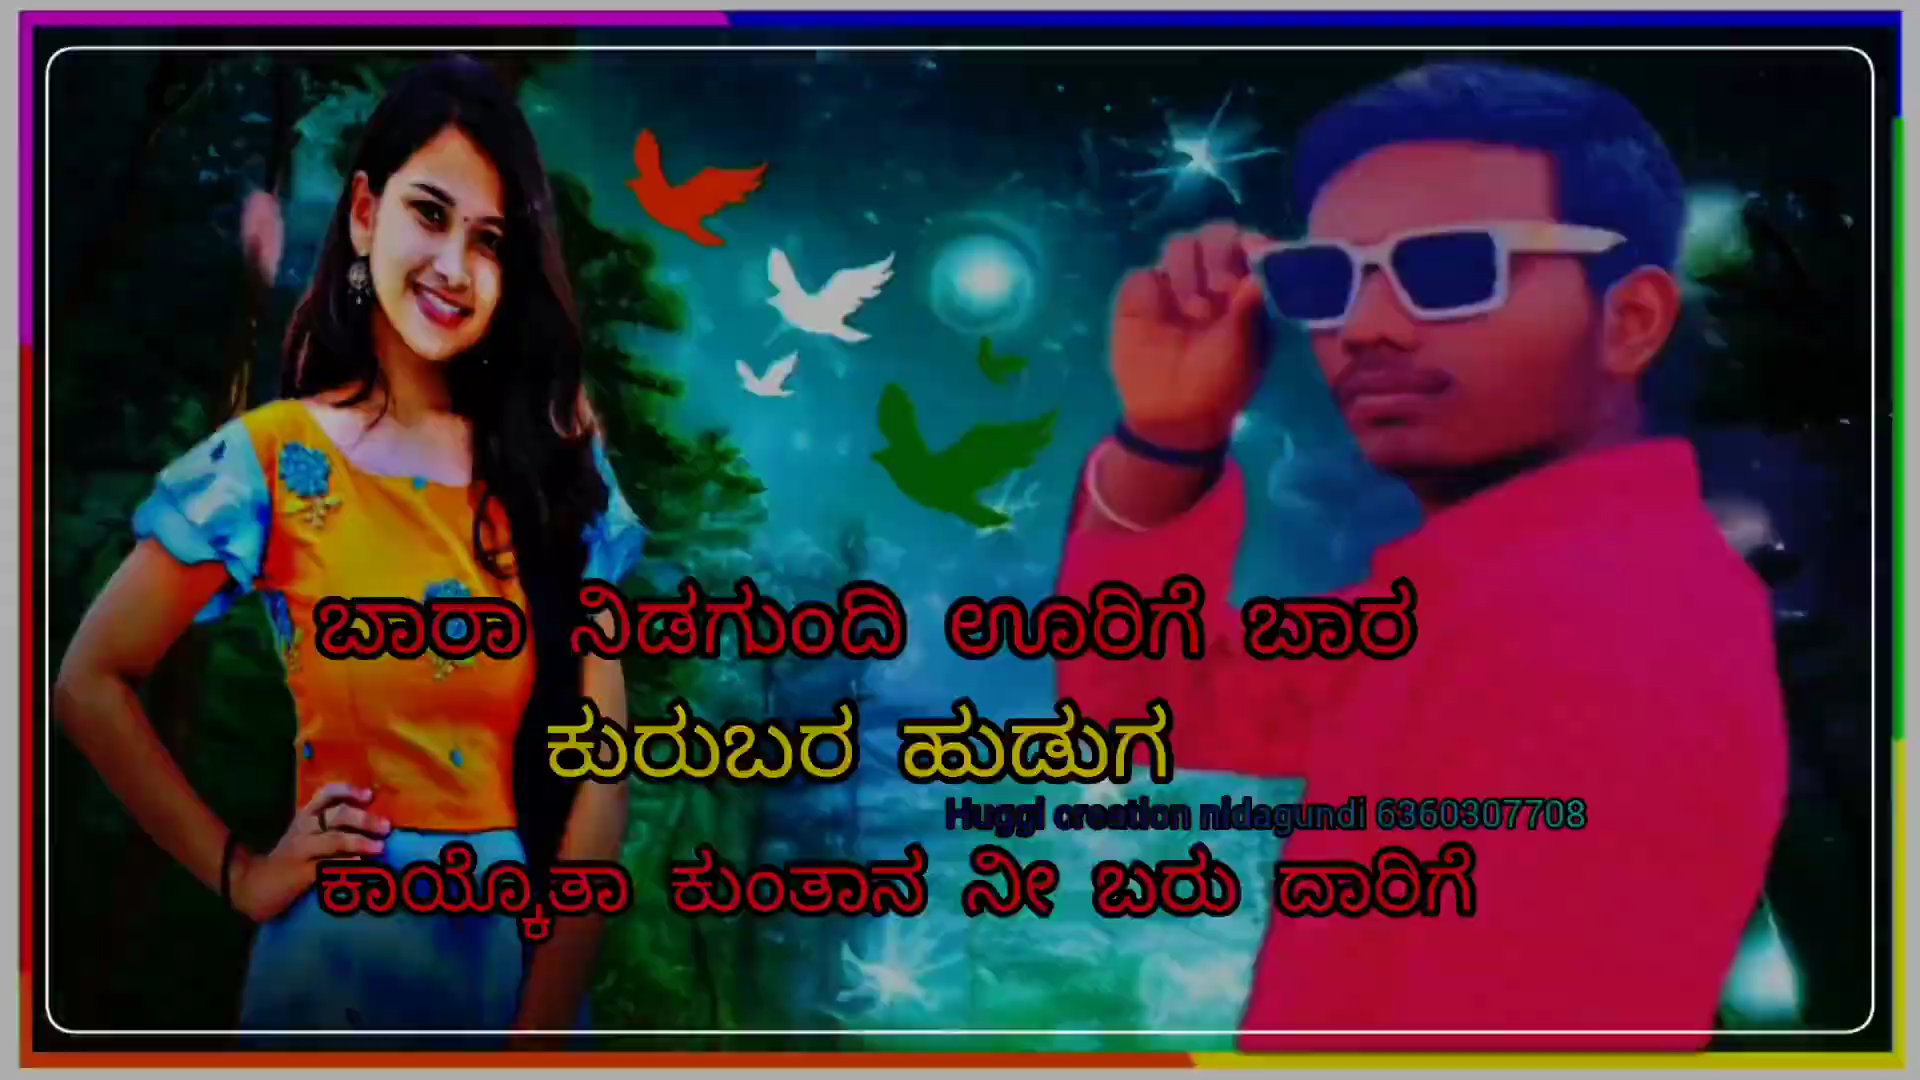 ಬಾರಾ ನಿಡಗುಂದಿ ಊರಿಗೆ ಬಾರ
ಕುರುಬರ ಹುಡುಗ
Huggi creation nidagundi 6360307708
ಕಾಯ್ಕೊತಾ ಕುಂತಾನ ನೀ ಬರು ದಾರಿಗೆ